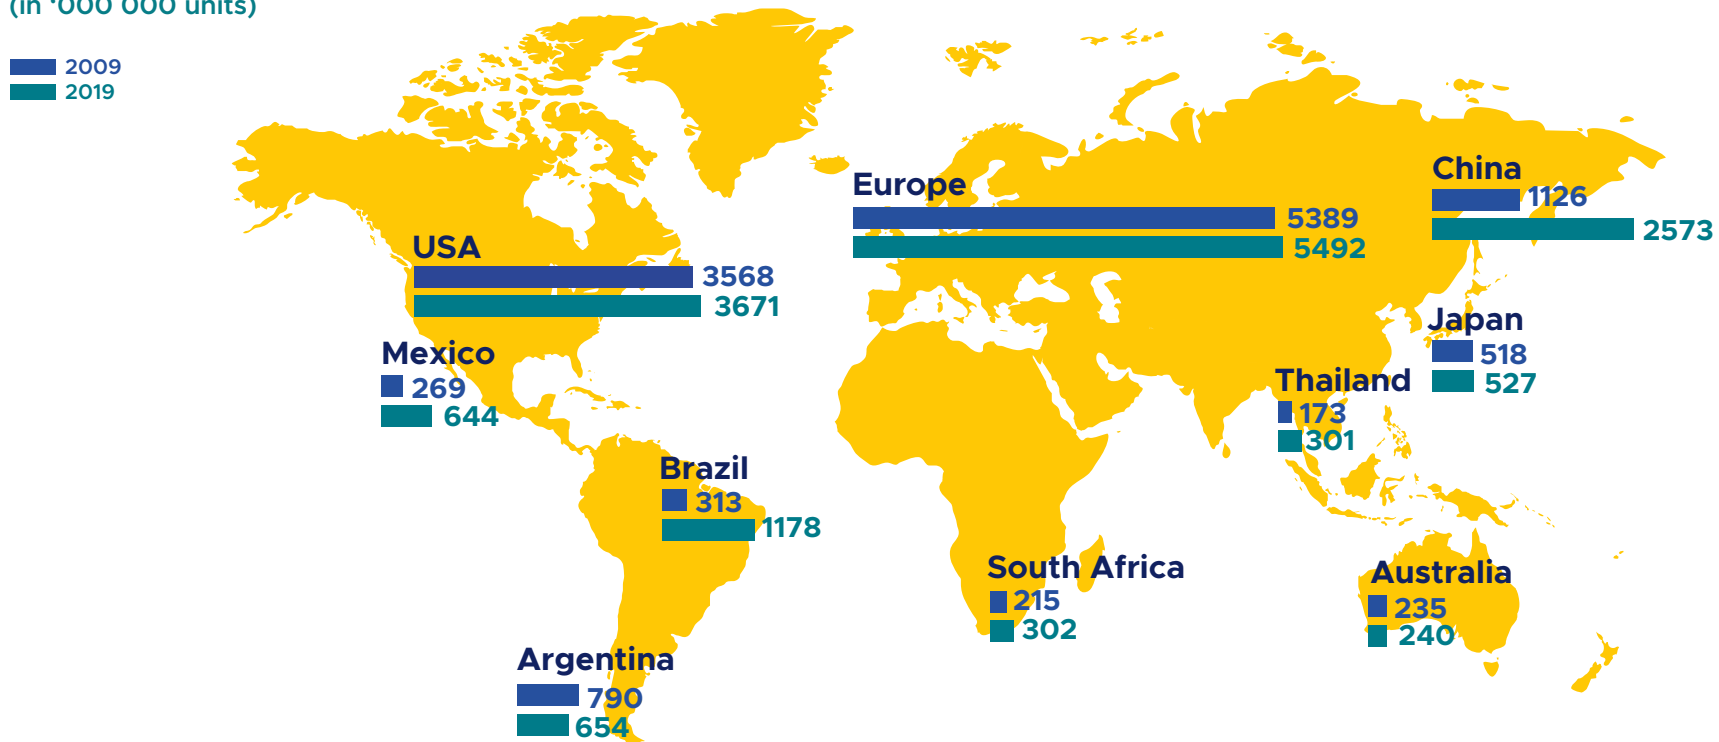 (in ‘000 000 units)
2009
2019
China
1126
2573
Europe
5389
5492
USA
3568
3671
Japan
518
527
Mexico
269
644
Thailand
173
301
Brazil
313
1178
South Africa
215
302
Australia
235
240
Argentina
790
654